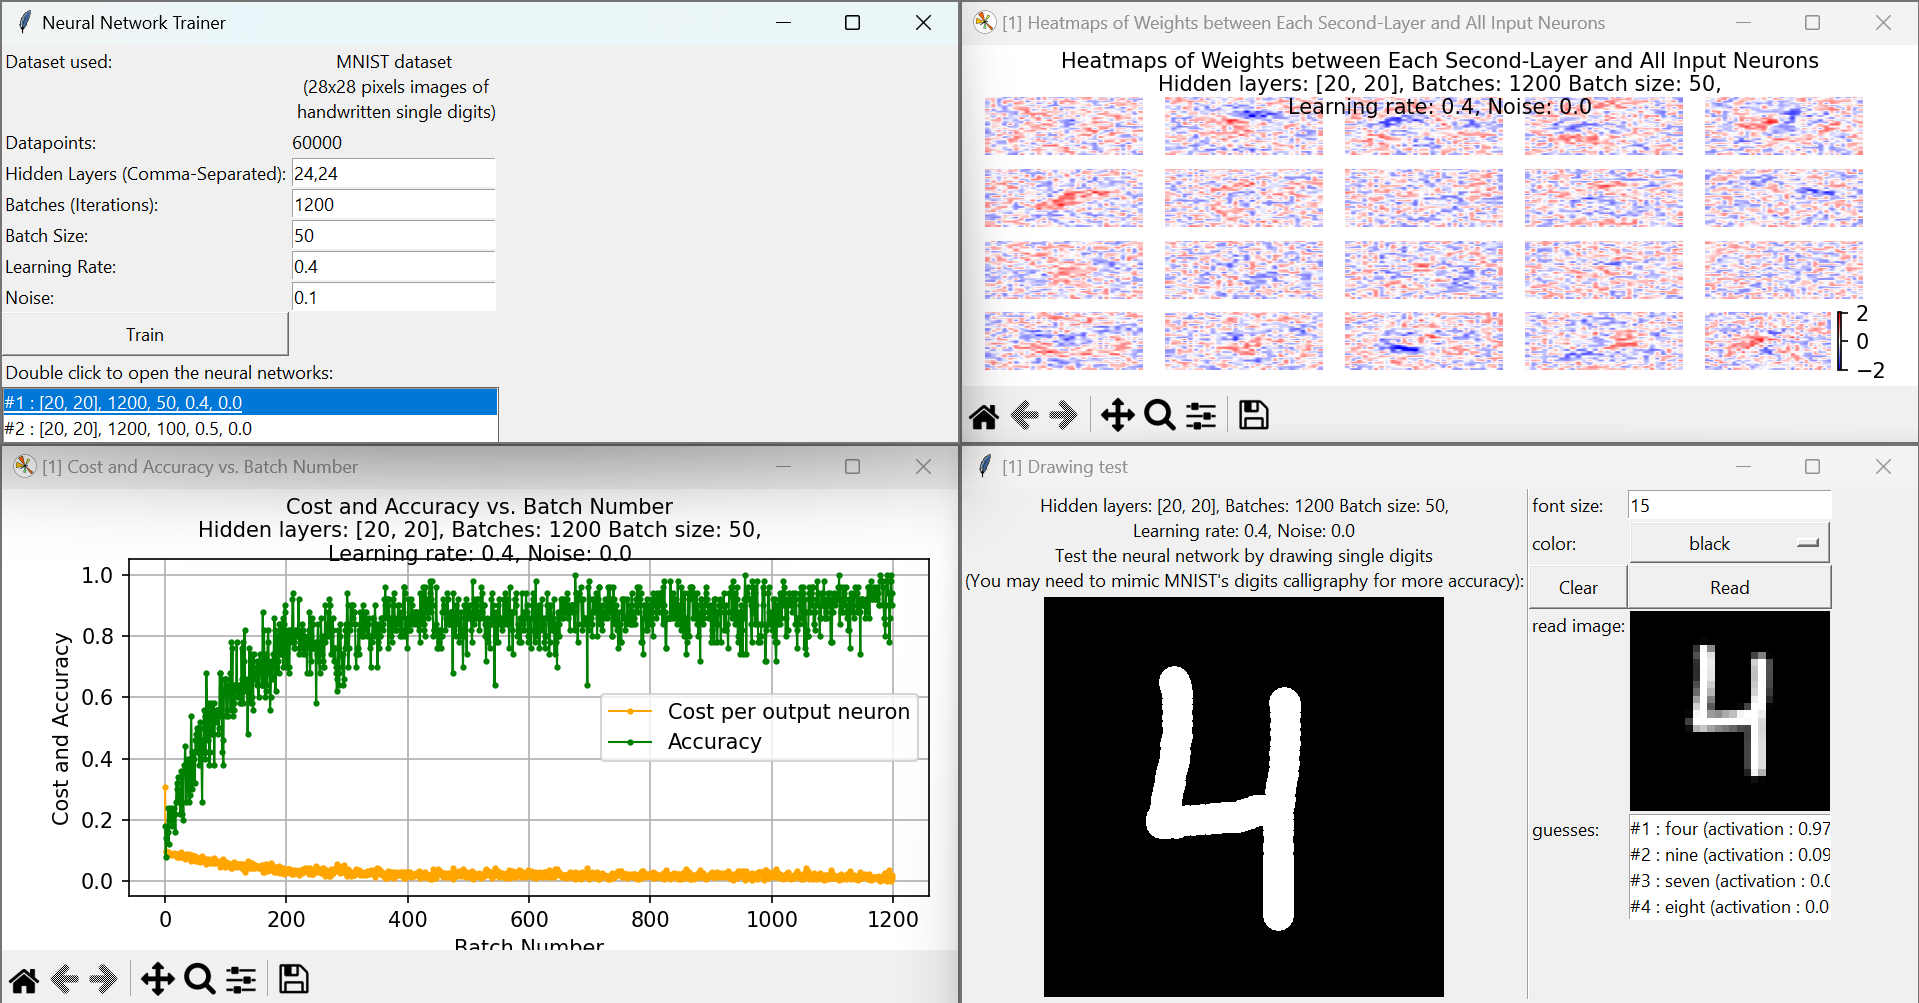 Neural Network Trainer
Dataset used: MNIST dataset
(28x28 pixels images of
handwritten single digits)
Datapoints: 60000
Hidden Layers (Comma-Separated): 24,24
Batches (Iterations): 1200
Batch Size: 50
Learning Rate: 0.4
Noise: 0.1
Train
Double click to open the neural networks:
#1 : [20, 20], 1200, 50, 0.4, 0.0
#2 : [20, 20], 1200, 100, 0.5, 0.0
[1] Heatmaps of Weights between Each Second-Layer and All Input Neurons
Heatmaps of Weights between Each Second-Layer and All Input Neurons
Hidden layers: [20, 20], Batches: 1200 Batch size: 50,
Learning rate: 0.4, Noise: 0.0
2
0
−2
[1] Cost and Accuracy vs. Batch Number
Cost and Accuracy vs. Batch Number
Hidden layers: [20, 20], Batches: 1200 Batch size: 50,
Learning rate: 0.4, Noise: 0.0
Cost and Accuracy
1.0
0.8
0.6
0.4
0.2
0.0
Cost per output neuron
Accuracy
0 200 400 600 800 1000 1200
Batch Number
[1] Drawing test
Hidden layers: [20, 20], Batches: 1200 Batch size: 50,
Learning rate: 0.4, Noise: 0.0
Test the neural network by drawing single digits
(You may need to mimic MNIST's digits calligraphy for more accuracy):
4
font size: 15
color: black
Clear Read
read image: 4
guesses:
#1 : four (activation : 0.97
#2 : nine (activation : 0.09
#3 : seven (activation : 0.0
#4 : eight (activation : 0.0